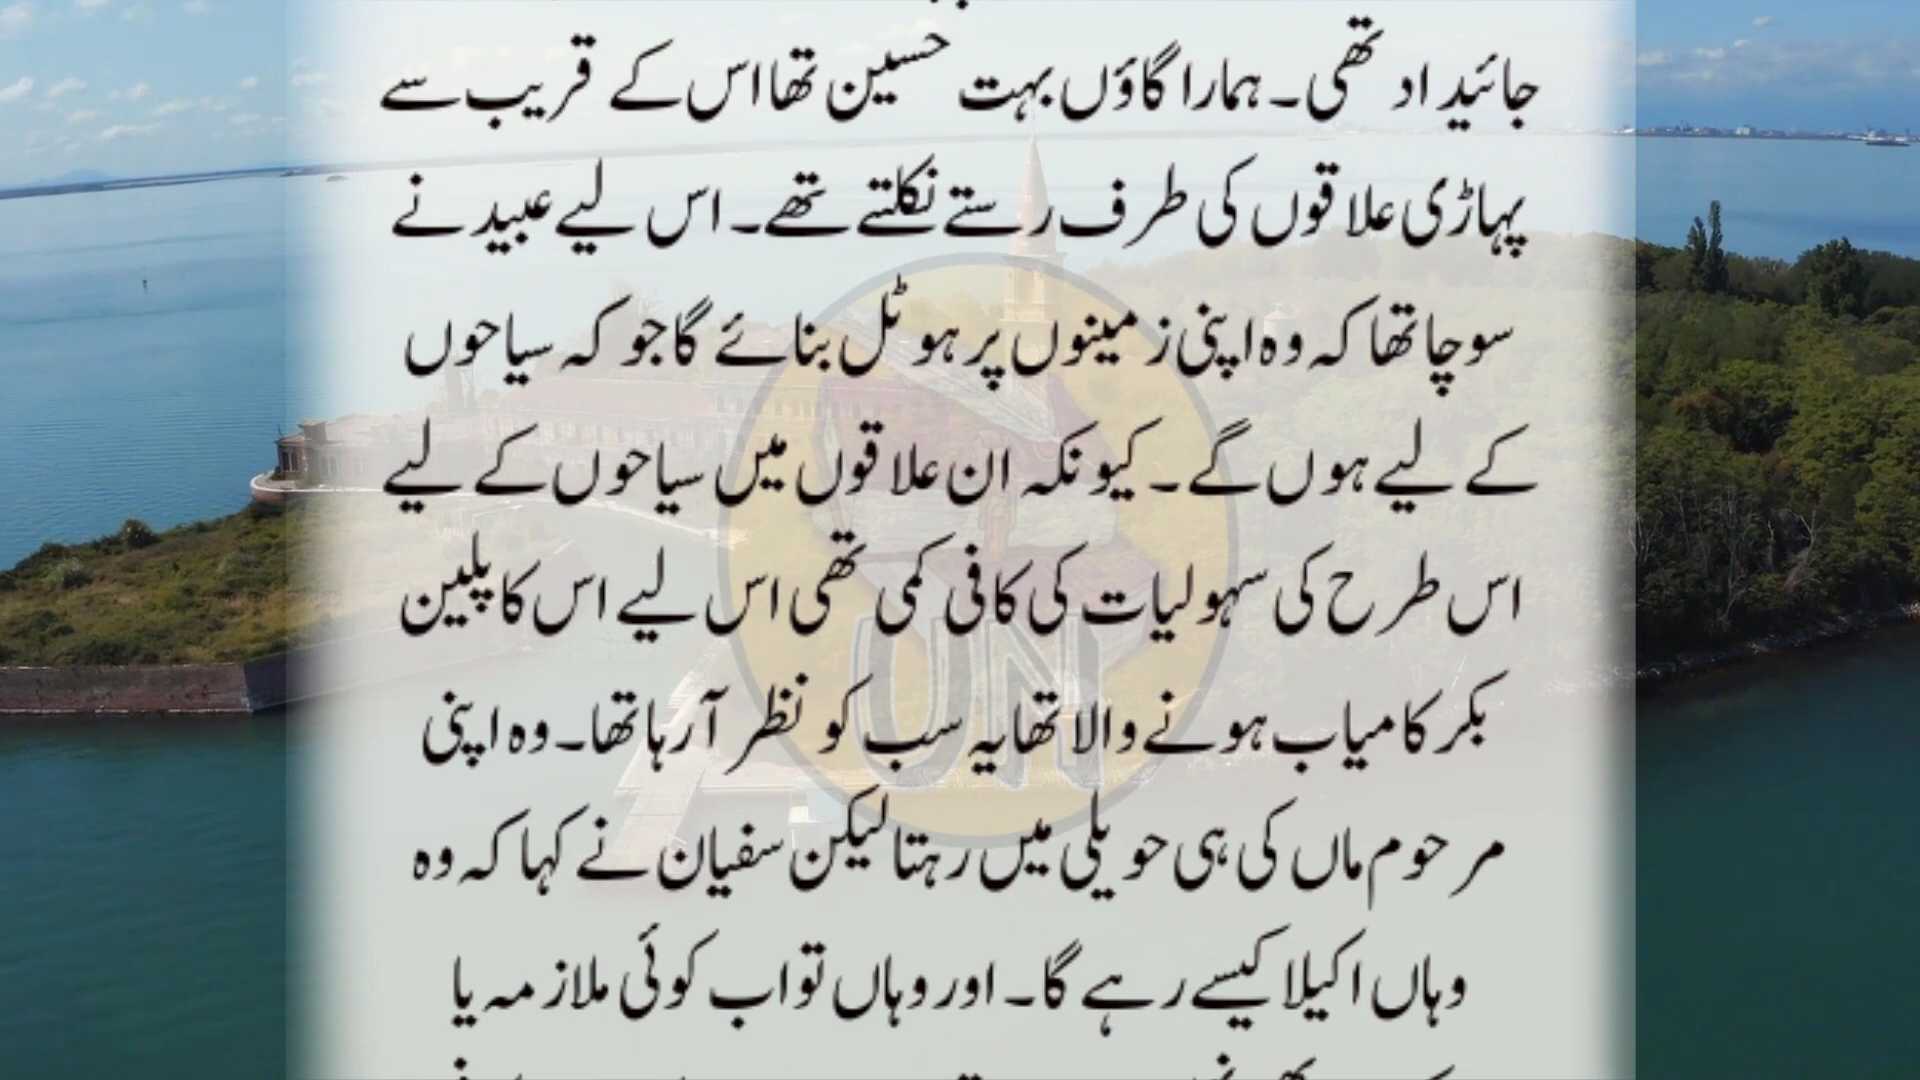 جائیداد تھی۔ ہمارا گاؤں بہت حسین تھا اس کے قریب سے
پہاڑی علاقوں کی طرف رستے نکلتے تھے۔ اس لیے عبید نے
سوچا تھا کہ وہ اپنی زمینوں پر ہوٹل بنائے گا جو کہ سیاحوں
کے لیے ہوں گے۔ کیونکہ ان علاقوں میں سیاحوں کے لیے
اس طرح کی سہولیات کی کافی کمی تھی اس لیے اس کا پلین
بکر کامیاب ہونے والا تھا یہ سب کو نظر آرہا تھا۔ وہ اپنی
مرحوم ماں کی ہی حویلی میں رہتا لیکن سفیان نے کہا کہ وہ
وہاں اکیلا کیسے رہے گا۔ اور وہاں تو اب کوئی ملازمہ یا
UN